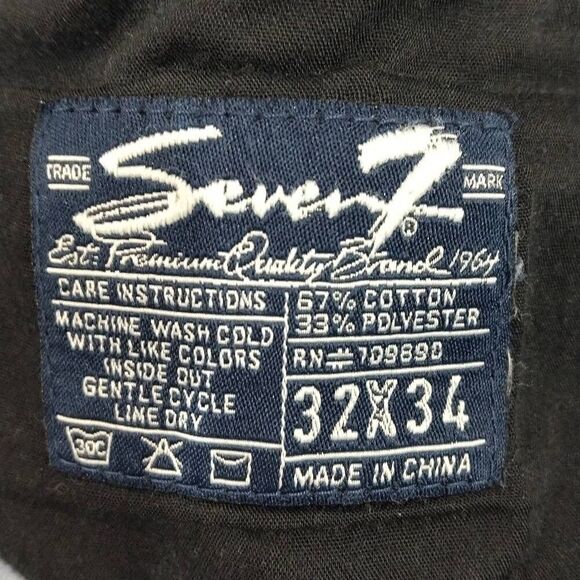 TRADE Seven7® MARK
Est: Premium Quality Brand 1964
CARE INSTRUCTIONS
MACHINE WASH COLD
WITH LIKE COLORS
INSIDE OUT
GENTLE CYCLE
LINE DRY
30C
67% COTTON
33% POLYESTER
RN# 109890
32X34
MADE IN CHINA